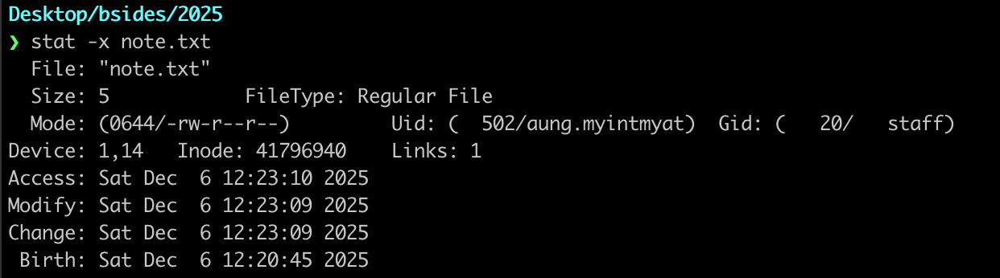 Desktop/bsides/2025
❯ stat -x note.txt
  File: "note.txt"
  Size: 5            FileType: Regular File
  Mode: (0644/-rw-r--r--)         Uid: (  502/aung.myintmyat)  Gid: (   20/   staff)
Device: 1,14   Inode: 41796940    Links: 1
Access: Sat Dec  6 12:23:10 2025
Modify: Sat Dec  6 12:23:09 2025
Change: Sat Dec  6 12:23:09 2025
 Birth: Sat Dec  6 12:20:45 2025